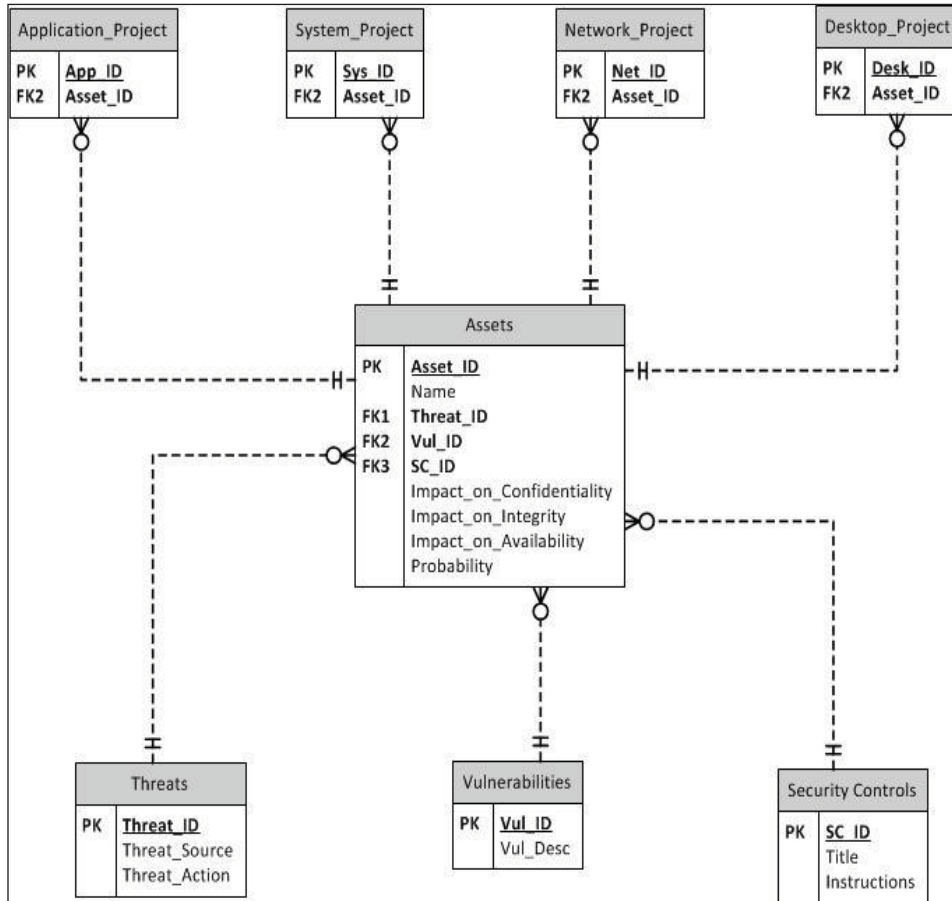 Application_Project
PK App_ID
FK2 Asset_ID
System_Project
PK Sys_ID
FK2 Asset_ID
Network_Project
PK Net_ID
FK2 Asset_ID
Desktop_Project
PK Desk_ID
FK2 Asset_ID
Assets
PK Asset_ID
Name
FK1 Threat_ID
FK2 Vul_ID
FK3 SC_ID
Impact_on_Confidentiality
Impact_on_Integrity
Impact_on_Availability
Probability
Threats
PK Threat_ID
Threat_Source
Threat_Action
Vulnerabilities
PK Vul_ID
Vul_Desc
Security Controls
PK SC_ID
Title
Instructions